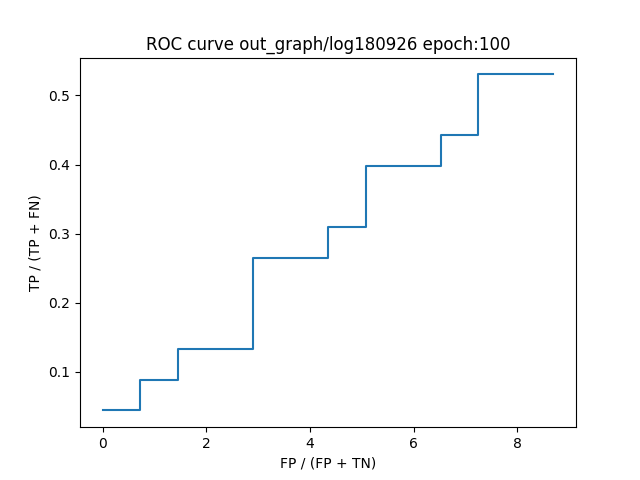 ROC curve out_graph/log180926 epoch:100
TP / (TP + FN)
0.5
0.4
0.3
0.2
0.1
0 2 4 6 8
FP / (FP + TN)